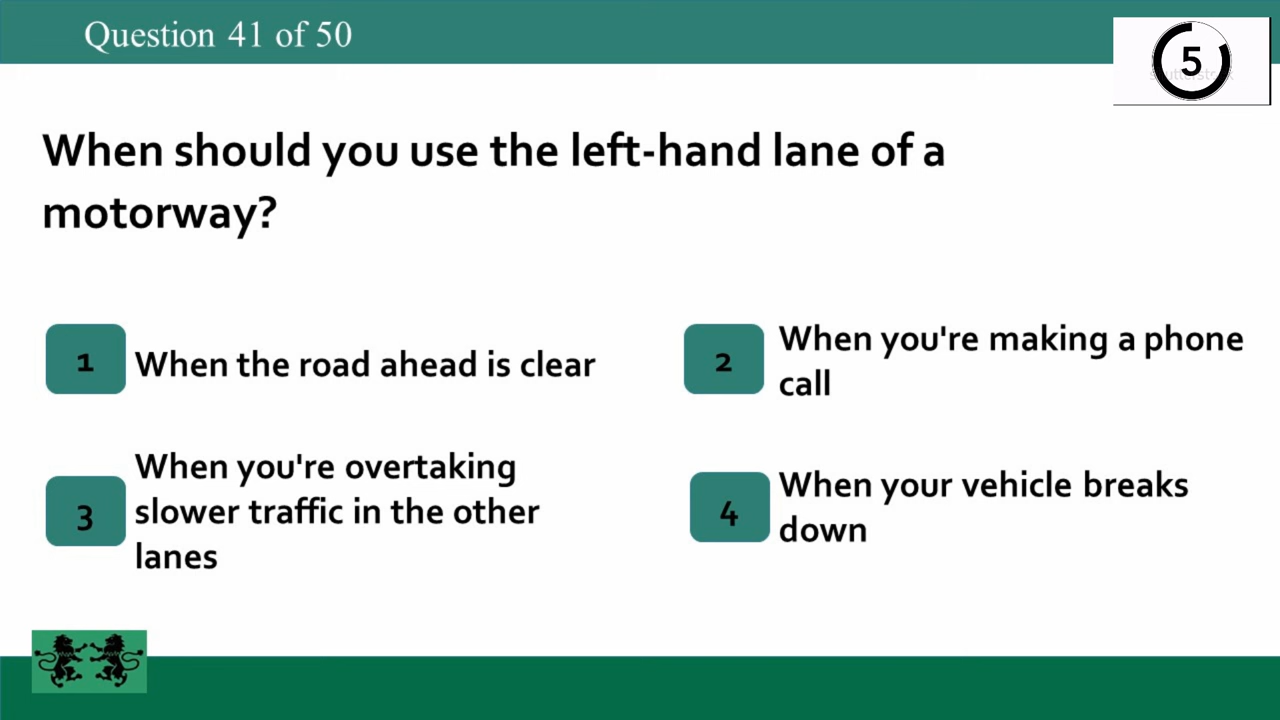 Question 41 of 50
5
When should you use the left-hand lane of a
motorway?
1
When the road ahead is clear
2
When you're making a phone
call
3
When you're overtaking
slower traffic in the other
lanes
4
When your vehicle breaks
down